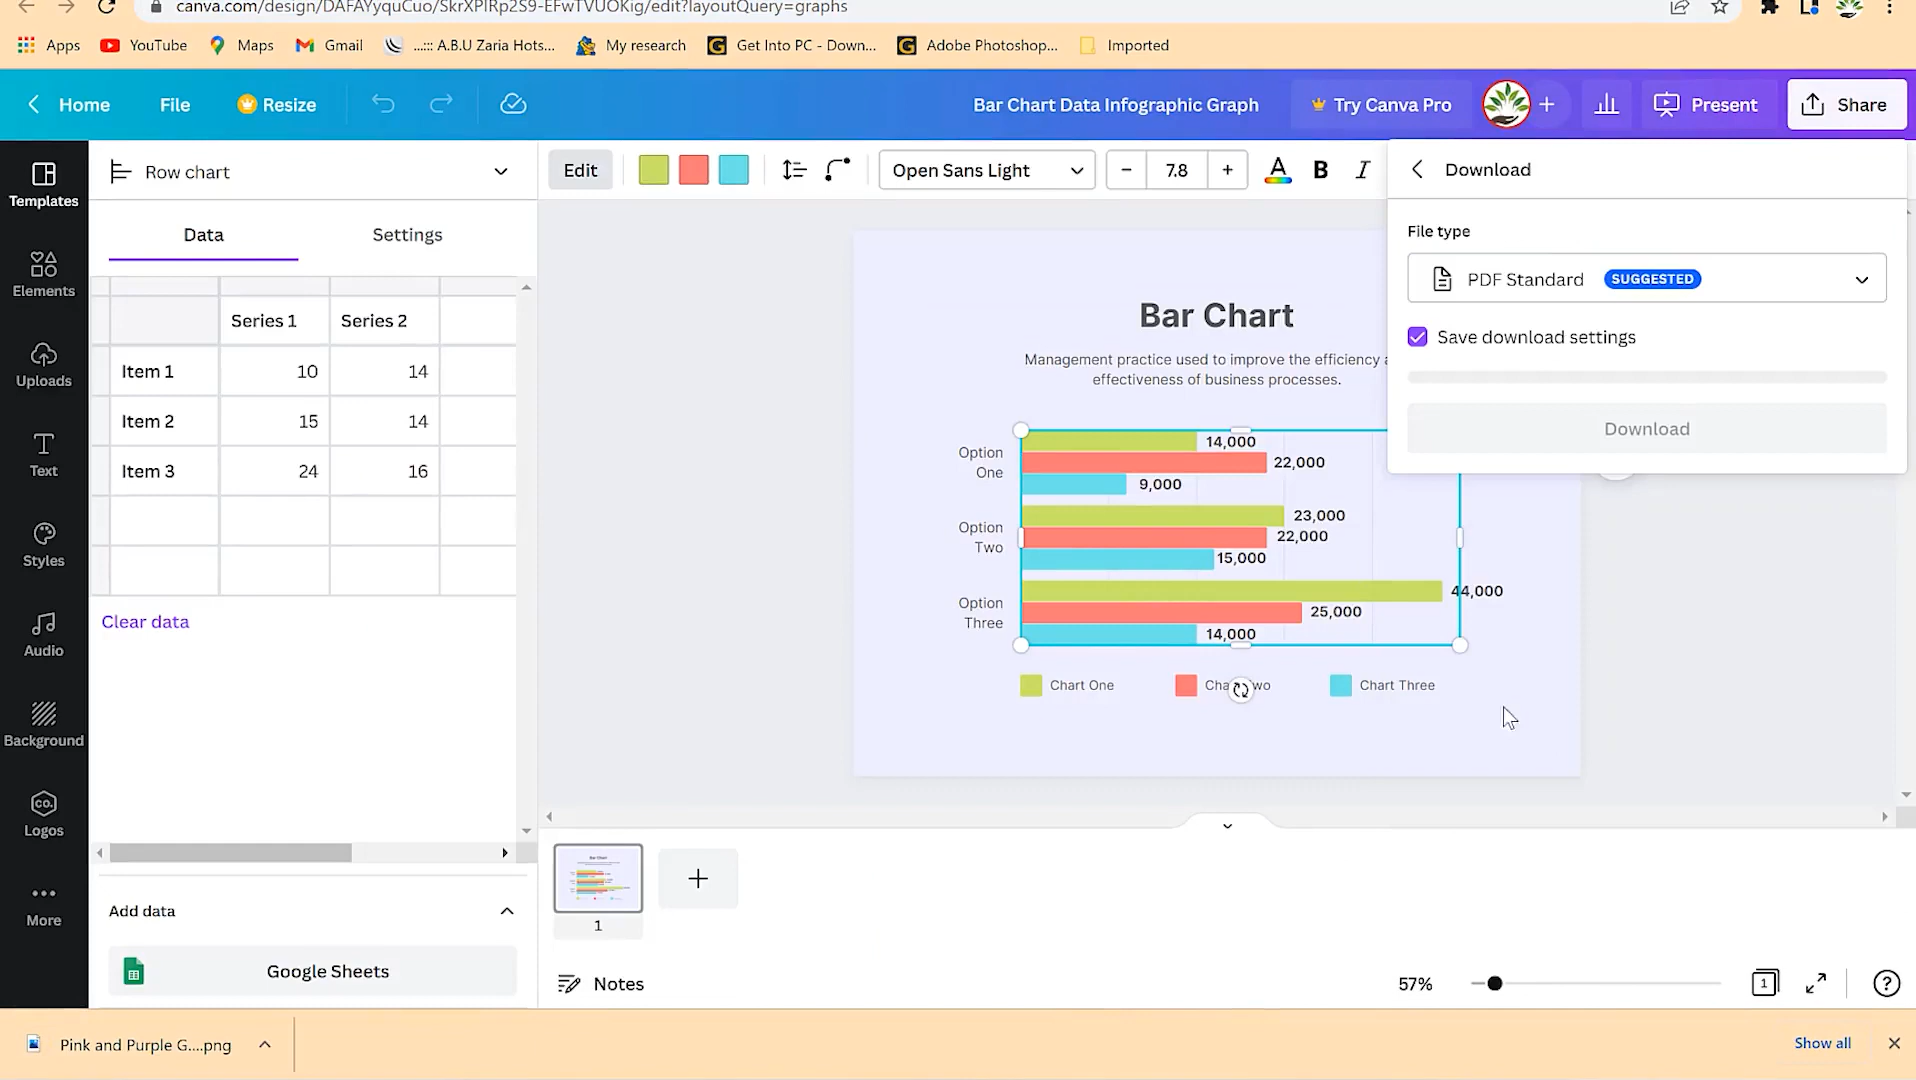 canva.com/design/DAFAYyquCuo/SkrXPIRp2S9-EFwTVUOKig/edit?layoutQuery=graphs
Apps YouTube Maps Gmail ..::: A.B.U Zaria Hots... My research Get Into PC - Down... Adobe Photoshop... Imported
Home File Resize Bar Chart Data Infographic Graph Try Canva Pro Present Share
Templates
Elements
Uploads
Text
Styles
Audio
Background
CO.
Logos
More
Row chart
Data Settings
Series 1 Series 2
Item 1 10 14
Item 2 15 14
Item 3 24 16
Clear data
Add data
Google Sheets
Edit Open Sans Light – 7.8 + A B I
Bar Chart
Management practice used to improve the efficiency a
effectiveness of business processes.
Option
One
14,000
22,000
9,000
Option
Two
23,000
22,000
15,000
Option
Three
44,000
25,000
14,000
Chart One Chart Two Chart Three
Download
File type
PDF Standard SUGGESTED
Save download settings
Download
1
Notes 57% 1 ?
Pink and Purple G....png Show all